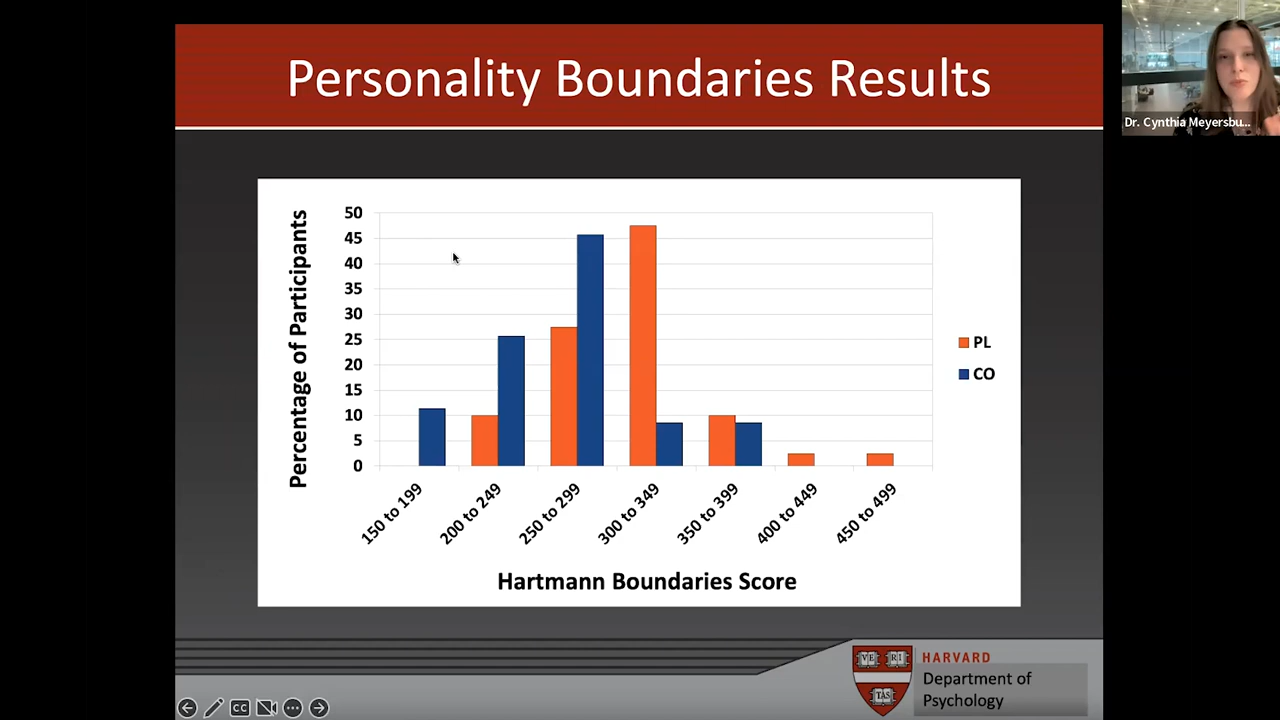 Personality Boundaries Results
Dr. Cynthia Meyersbu...
50
45
40
35
30
25
20
15
10
5
0
Percentage of Participants
PL
CO
150 to 199
200 to 249
250 to 299
300 to 349
350 to 399
400 to 449
450 to 499
Hartmann Boundaries Score
VE RI
TAS
HARVARD
Department of
Psychology
CC